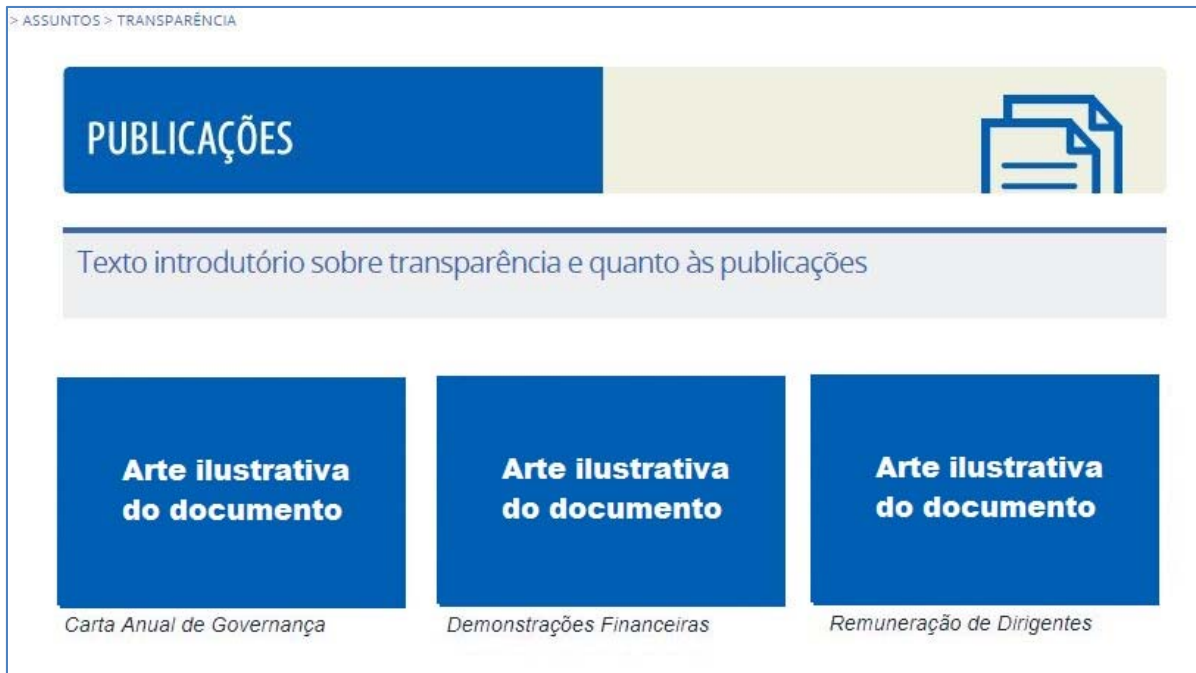 > ASSUNTOS > TRANSPARÊNCIA
PUBLICAÇÕES
Texto introdutório sobre transparência e quanto às publicações
Arte ilustrativa
do documento
Carta Anual de Governança
Arte ilustrativa
do documento
Demonstrações Financeiras
Arte ilustrativa
do documento
Remuneração de Dirigentes